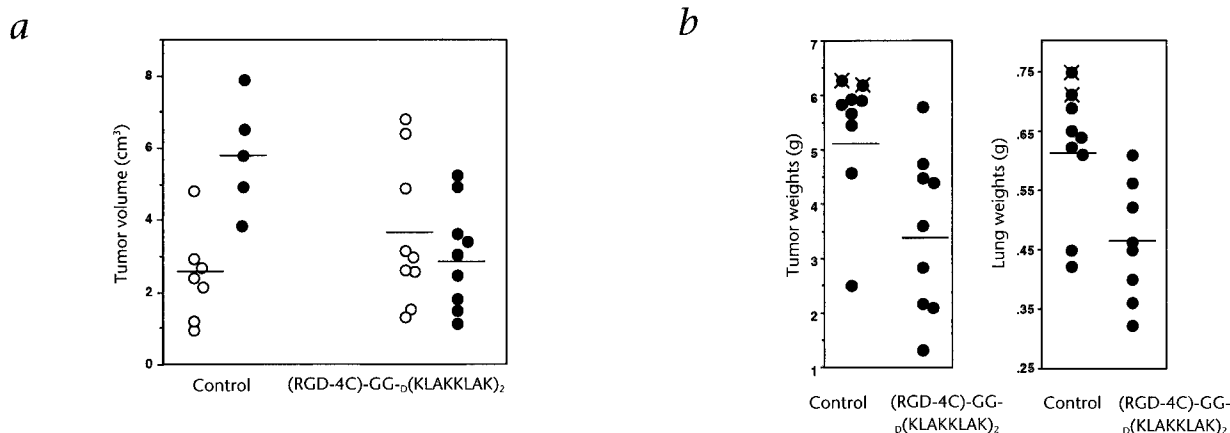 a
Tumor volume (cm³)
8
6
4
2
0
Control
(RGD-4C)-GG-D(KLAKKLAK)₂
b
Tumor weights (g)
7
6
5
4
3
2
1
Control
(RGD-4C)-GG-
D(KLAKKLAK)₂
Lung weights (g)
.75
.65
.55
.45
.35
.25
Control
(RGD-4C)-GG-
D(KLAKKLAK)₂